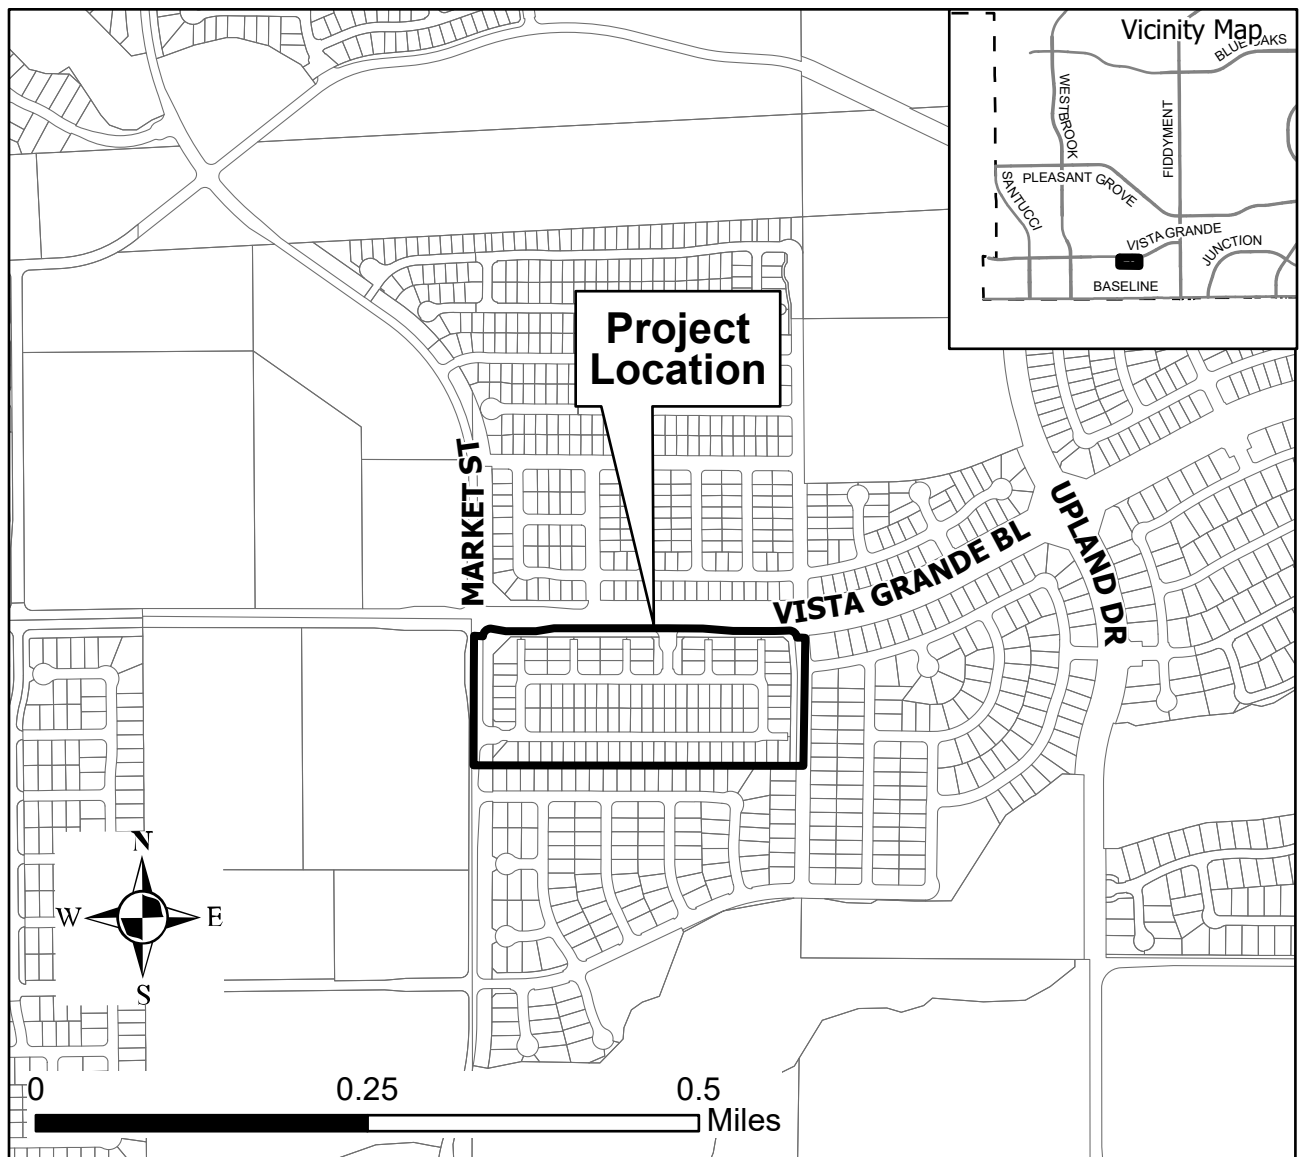 Vicinity Map
BLUE OAKS
WESTBROOK
FIDDYMENT
PLEASANT GROVE
SANTUCCI
VISTA GRANDE
JUNCTION
BASELINE
Project
Location
MARKET ST
UPLAND DR
VISTA GRANDE BL
N
W
E
S
0
0.25
0.5
Miles